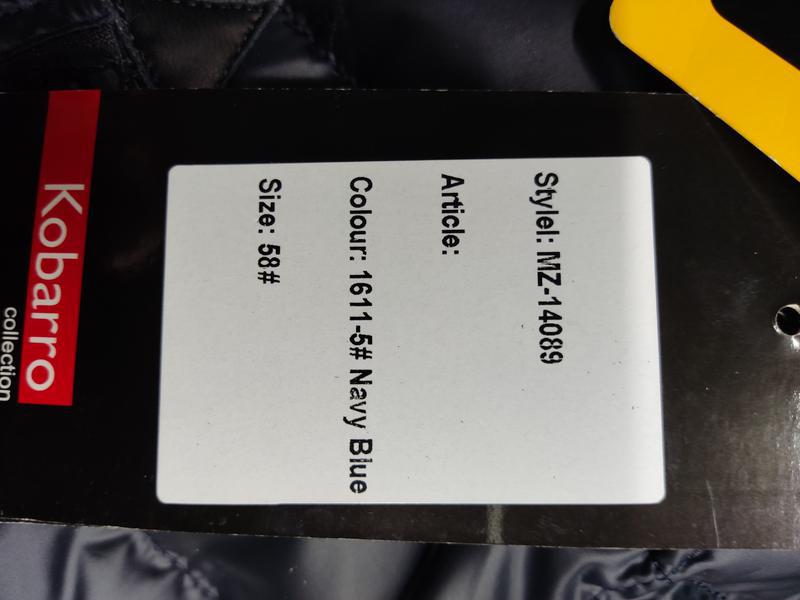 Stylel: MZ-14089
Article:
Colour: 1611-5# Navy Blue
Size: 58#
Kobarro
collection